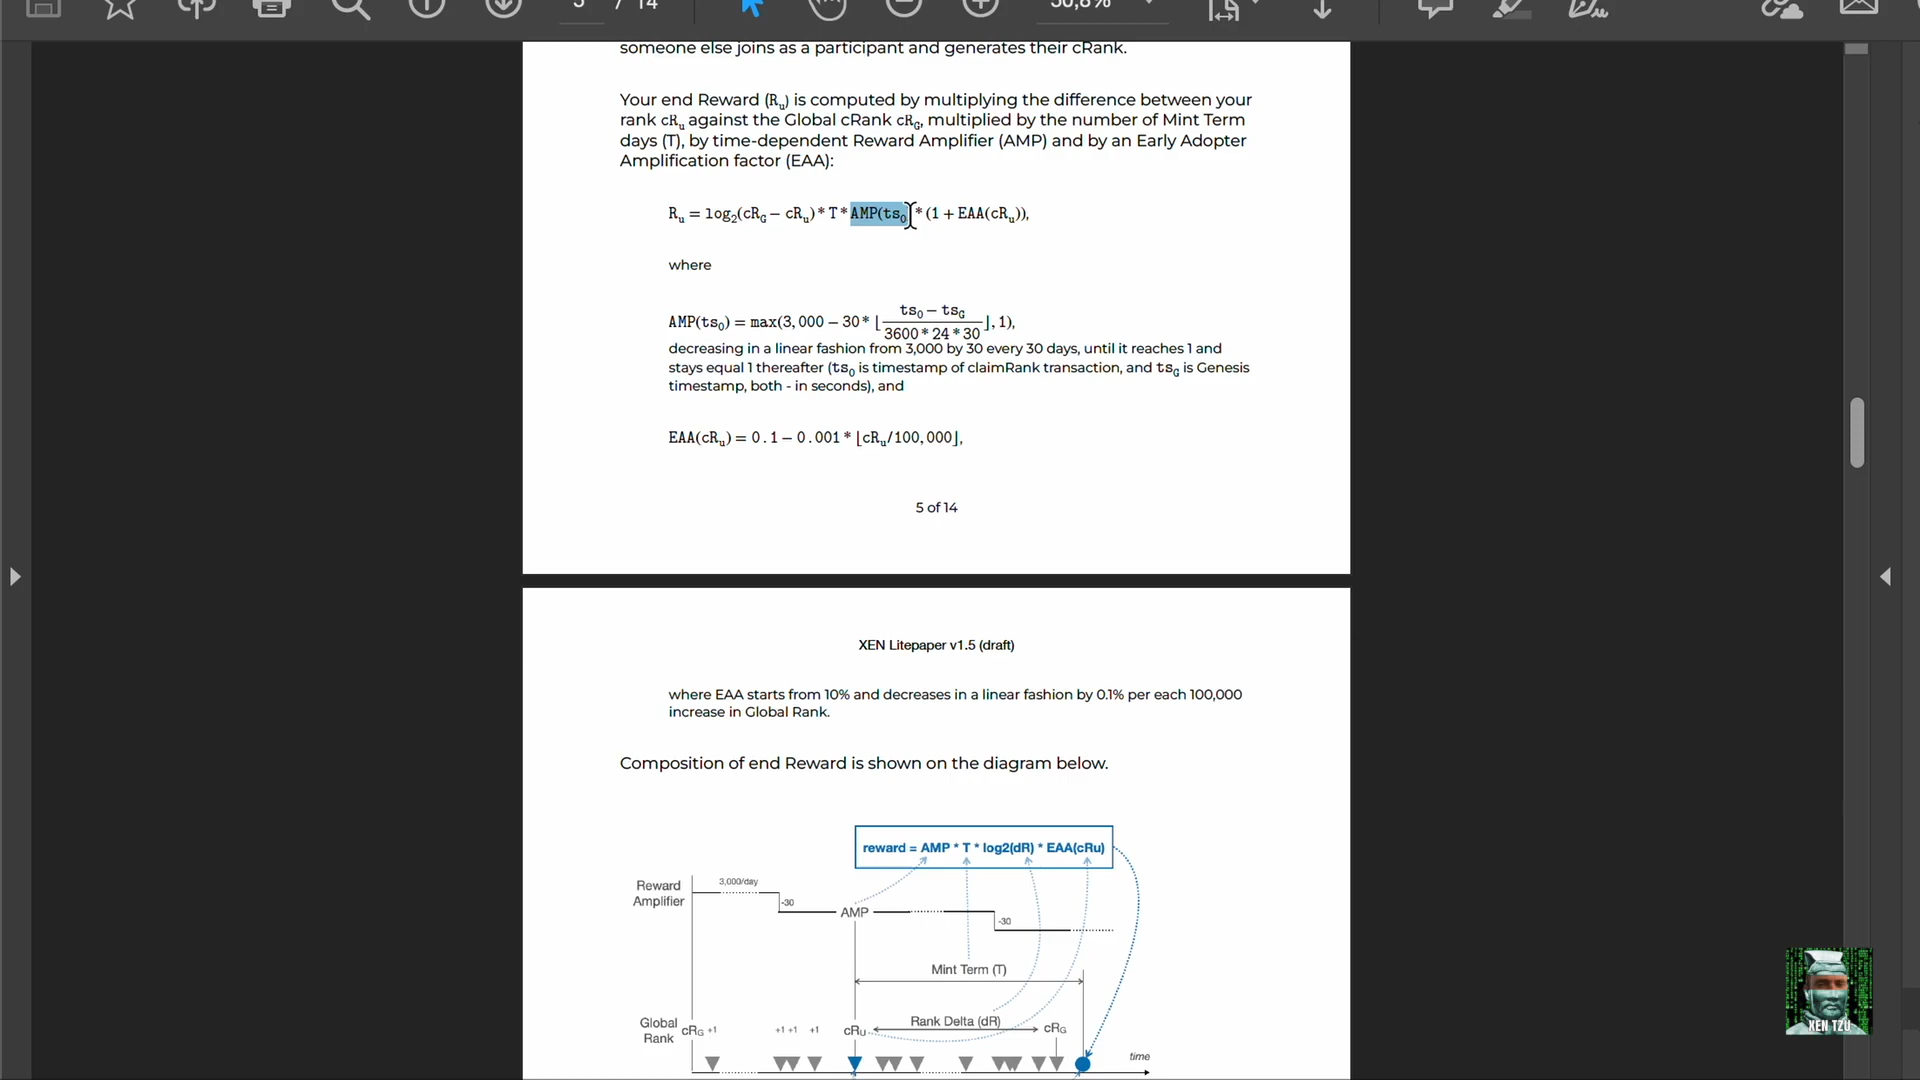 5 / 14
50,8%
someone else joins as a participant and generates their cRank.
Your end Reward (Rᵤ) is computed by multiplying the difference between your
rank cRᵤ against the Global cRank cR_G, multiplied by the number of Mint Term
days (T), by time-dependent Reward Amplifier (AMP) and by an Early Adopter
Amplification factor (EAA):
Rᵤ = log₂(cR_G − cRᵤ) * T * AMP(ts₀) * (1 + EAA(cRᵤ)),
where
AMP(ts₀) = max(3,000 − 30 * ⌊(ts₀ − ts_G) / (3600 * 24 * 30)⌋, 1),
decreasing in a linear fashion from 3,000 by 30 every 30 days, until it reaches 1 and
stays equal 1 thereafter (ts₀ is timestamp of claimRank transaction, and ts_G is Genesis
timestamp, both - in seconds), and
EAA(cRᵤ) = 0.1 − 0.001 * ⌊cRᵤ/100,000⌋,
5 of 14
XEN Litepaper v1.5 (draft)
where EAA starts from 10% and decreases in a linear fashion by 0.1% per each 100,000
increase in Global Rank.
Composition of end Reward is shown on the diagram below.
reward = AMP * T * log2(dR) * EAA(cRu)
Reward
Amplifier
3,000/day
-30
AMP
-30
Mint Term (T)
Global
Rank
cR_G +1
+1 +1 +1
cR_U
Rank Delta (dR)
cR_G
time
XEN TZU